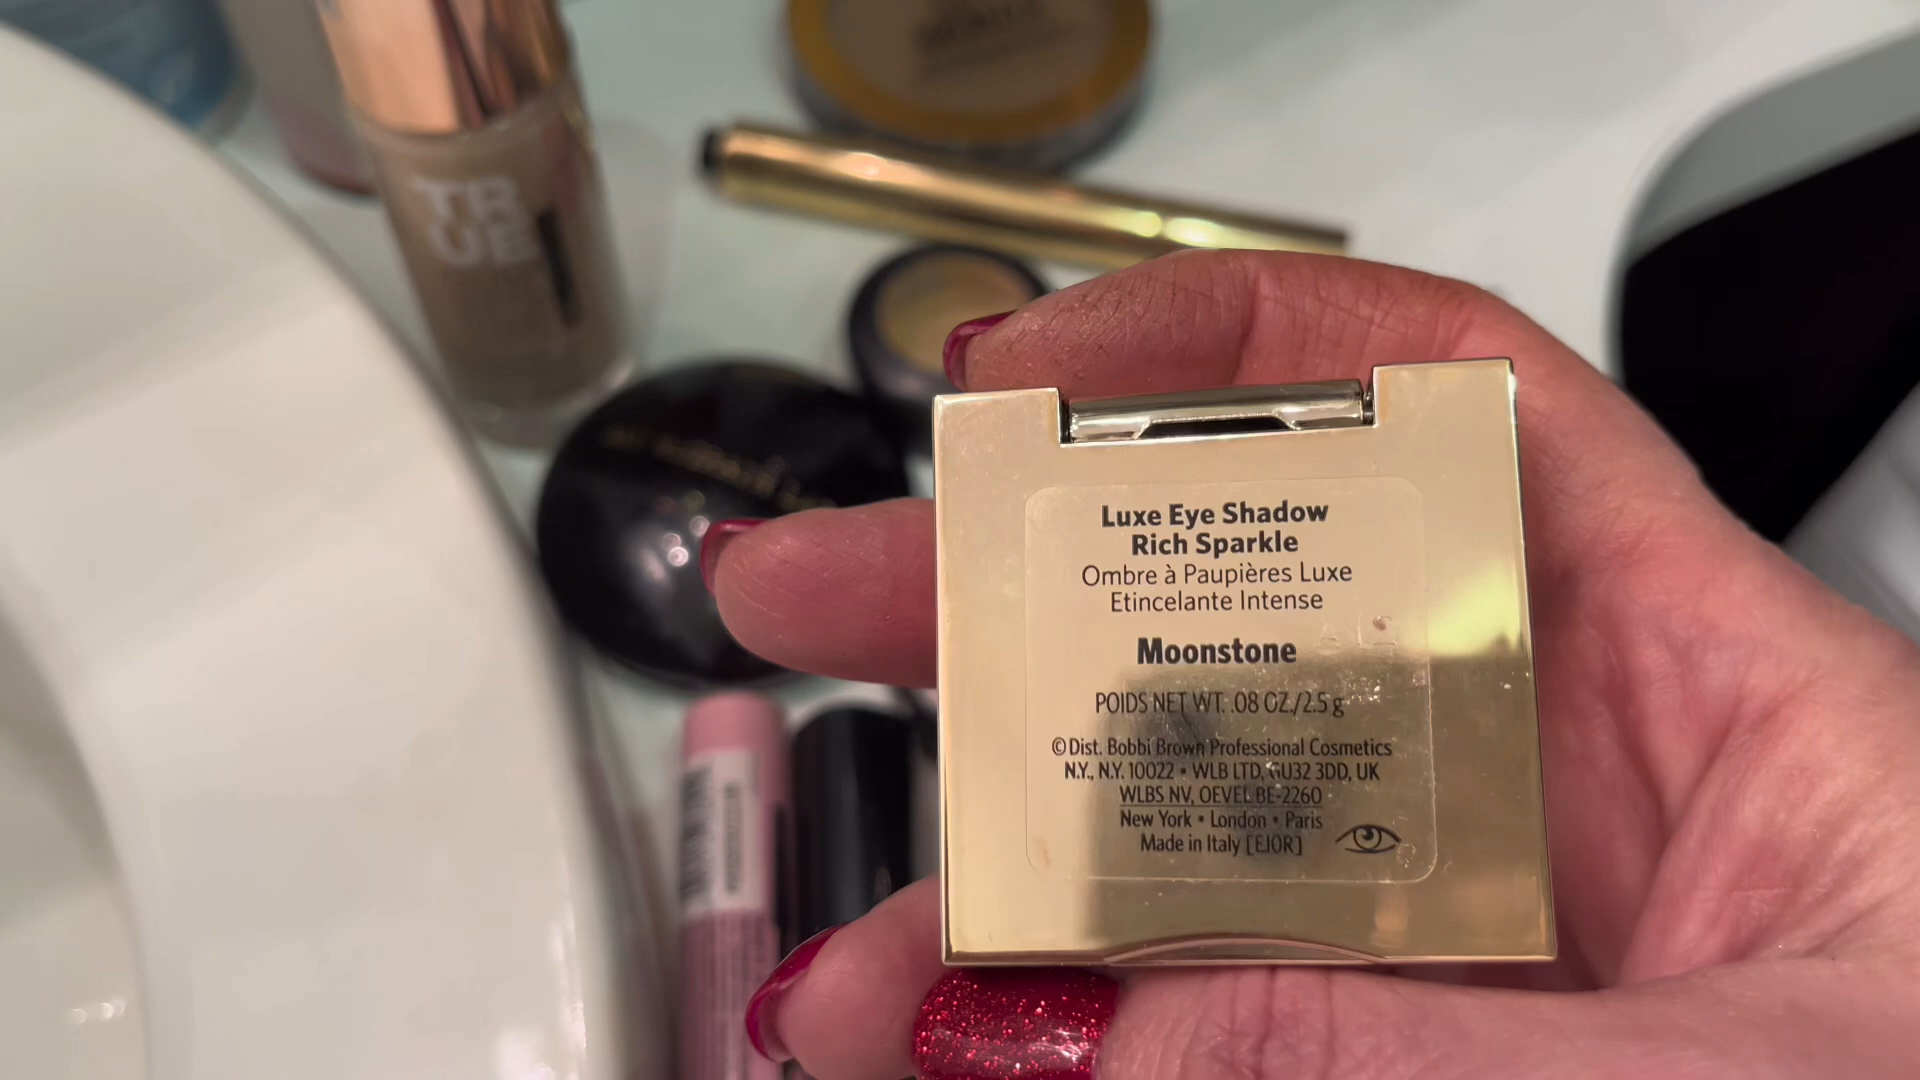 TR
UE
Luxe Eye Shadow
Rich Sparkle
Ombre à Paupières Luxe
Etincelante Intense
Moonstone
POIDS NET WT. .08 OZ./2.5 g
© Dist. Bobbi Brown Professional Cosmetics
N.Y., N.Y. 10022 • WLB LTD, GU32 3DD, UK
WLBS NV, OEVEL BE-2260
New York • London • Paris
Made in Italy [EJOR]